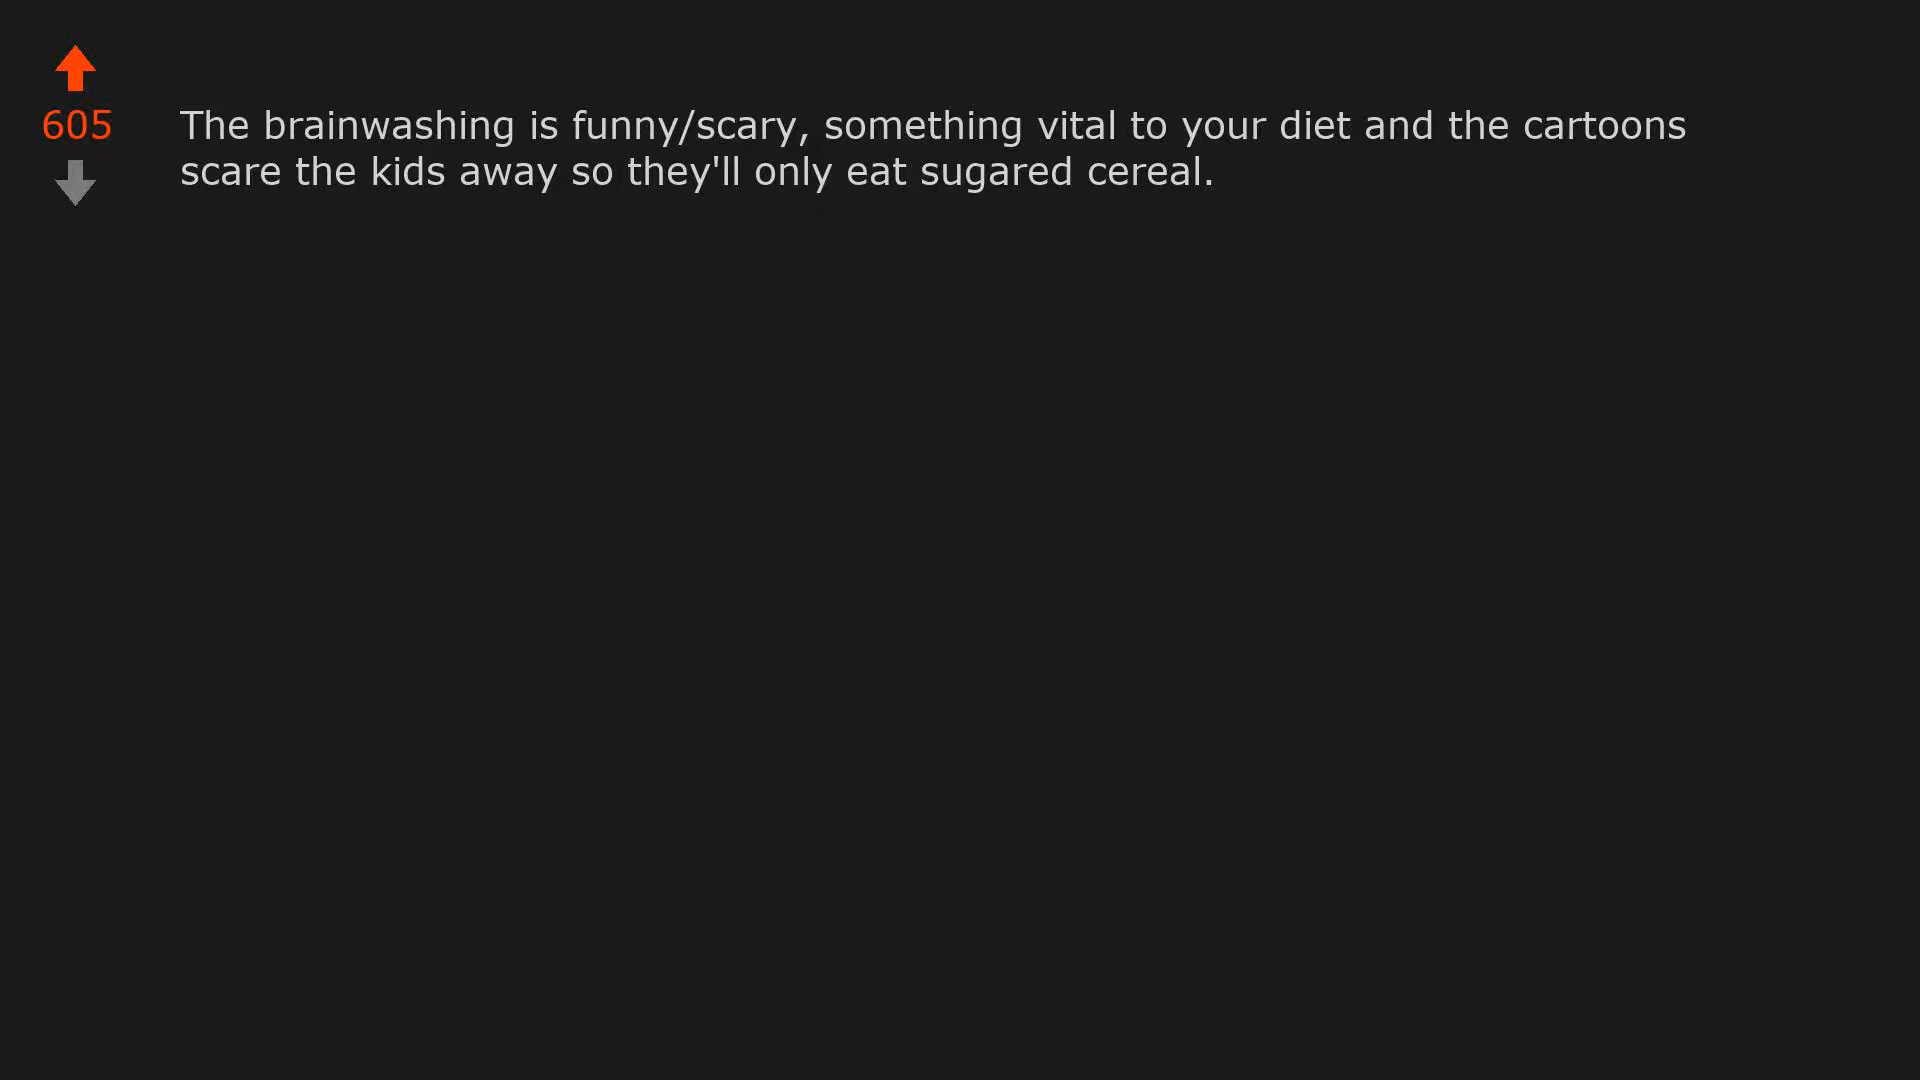 605
The brainwashing is funny/scary, something vital to your diet and the cartoons
scare the kids away so they'll only eat sugared cereal.